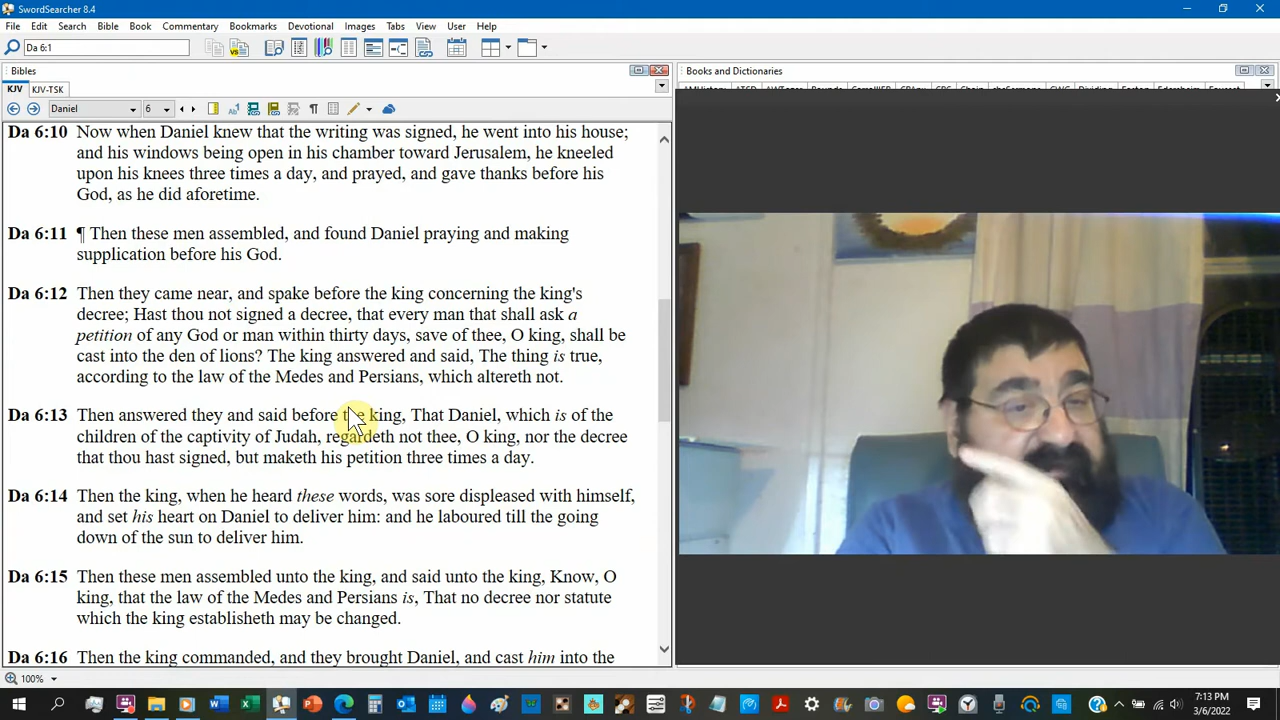 SwordSearcher 8.4
File Edit Search Bible Book Commentary Bookmarks Devotional Images Tabs View User Help
Da 6:1
Bibles
Books and Dictionaries
KJV KJV-TSK
Daniel 6
Da 6:10 Now when Daniel knew that the writing was signed, he went into his house;
and his windows being open in his chamber toward Jerusalem, he kneeled
upon his knees three times a day, and prayed, and gave thanks before his
God, as he did aforetime.
Da 6:11 ¶ Then these men assembled, and found Daniel praying and making
supplication before his God.
Da 6:12 Then they came near, and spake before the king concerning the king's
decree; Hast thou not signed a decree, that every man that shall ask a
petition of any God or man within thirty days, save of thee, O king, shall be
cast into the den of lions? The king answered and said, The thing is true,
according to the law of the Medes and Persians, which altereth not.
Da 6:13 Then answered they and said before the king, That Daniel, which is of the
children of the captivity of Judah, regardeth not thee, O king, nor the decree
that thou hast signed, but maketh his petition three times a day.
Da 6:14 Then the king, when he heard these words, was sore displeased with himself,
and set his heart on Daniel to deliver him: and he laboured till the going
down of the sun to deliver him.
Da 6:15 Then these men assembled unto the king, and said unto the king, Know, O
king, that the law of the Medes and Persians is, That no decree nor statute
which the king establisheth may be changed.
Da 6:16 Then the king commanded, and they brought Daniel, and cast him into the
100%
7:13 PM
3/6/2022